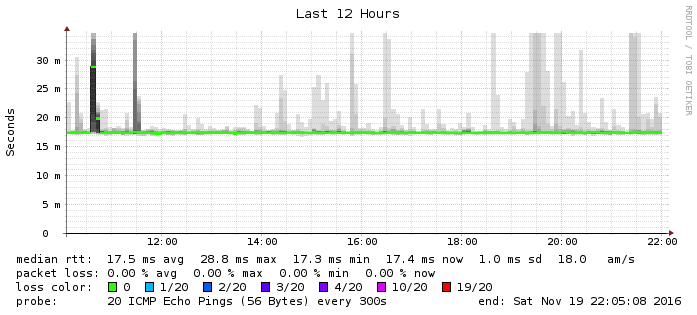 Last 12 Hours
RRDTOOL / TOBI OETIKER
Seconds
30 m
25 m
20 m
15 m
10 m
5 m
0
12:00 14:00 16:00 18:00 20:00 22:00
median rtt: 17.5 ms avg 28.8 ms max 17.3 ms min 17.4 ms now 1.0 ms sd 18.0 am/s
packet loss: 0.00 % avg 0.00 % max 0.00 % min 0.00 % now
loss color: 0 1/20 2/20 3/20 4/20 10/20 19/20
probe: 20 ICMP Echo Pings (56 Bytes) every 300s end: Sat Nov 19 22:05:08 2016